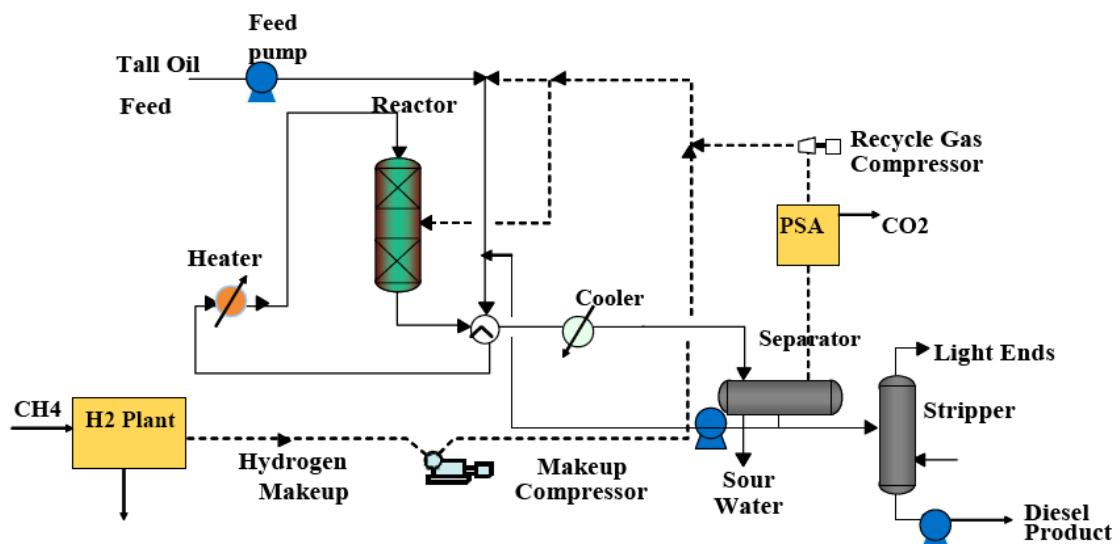 Feed
pump
Tall Oil
Feed
Reactor
Recycle Gas
Compressor
PSA
CO2
Heater
Cooler
Separator
Light Ends
CH4
H2 Plant
Stripper
Hydrogen
Makeup
Makeup
Compressor
Sour
Water
Diesel
Product